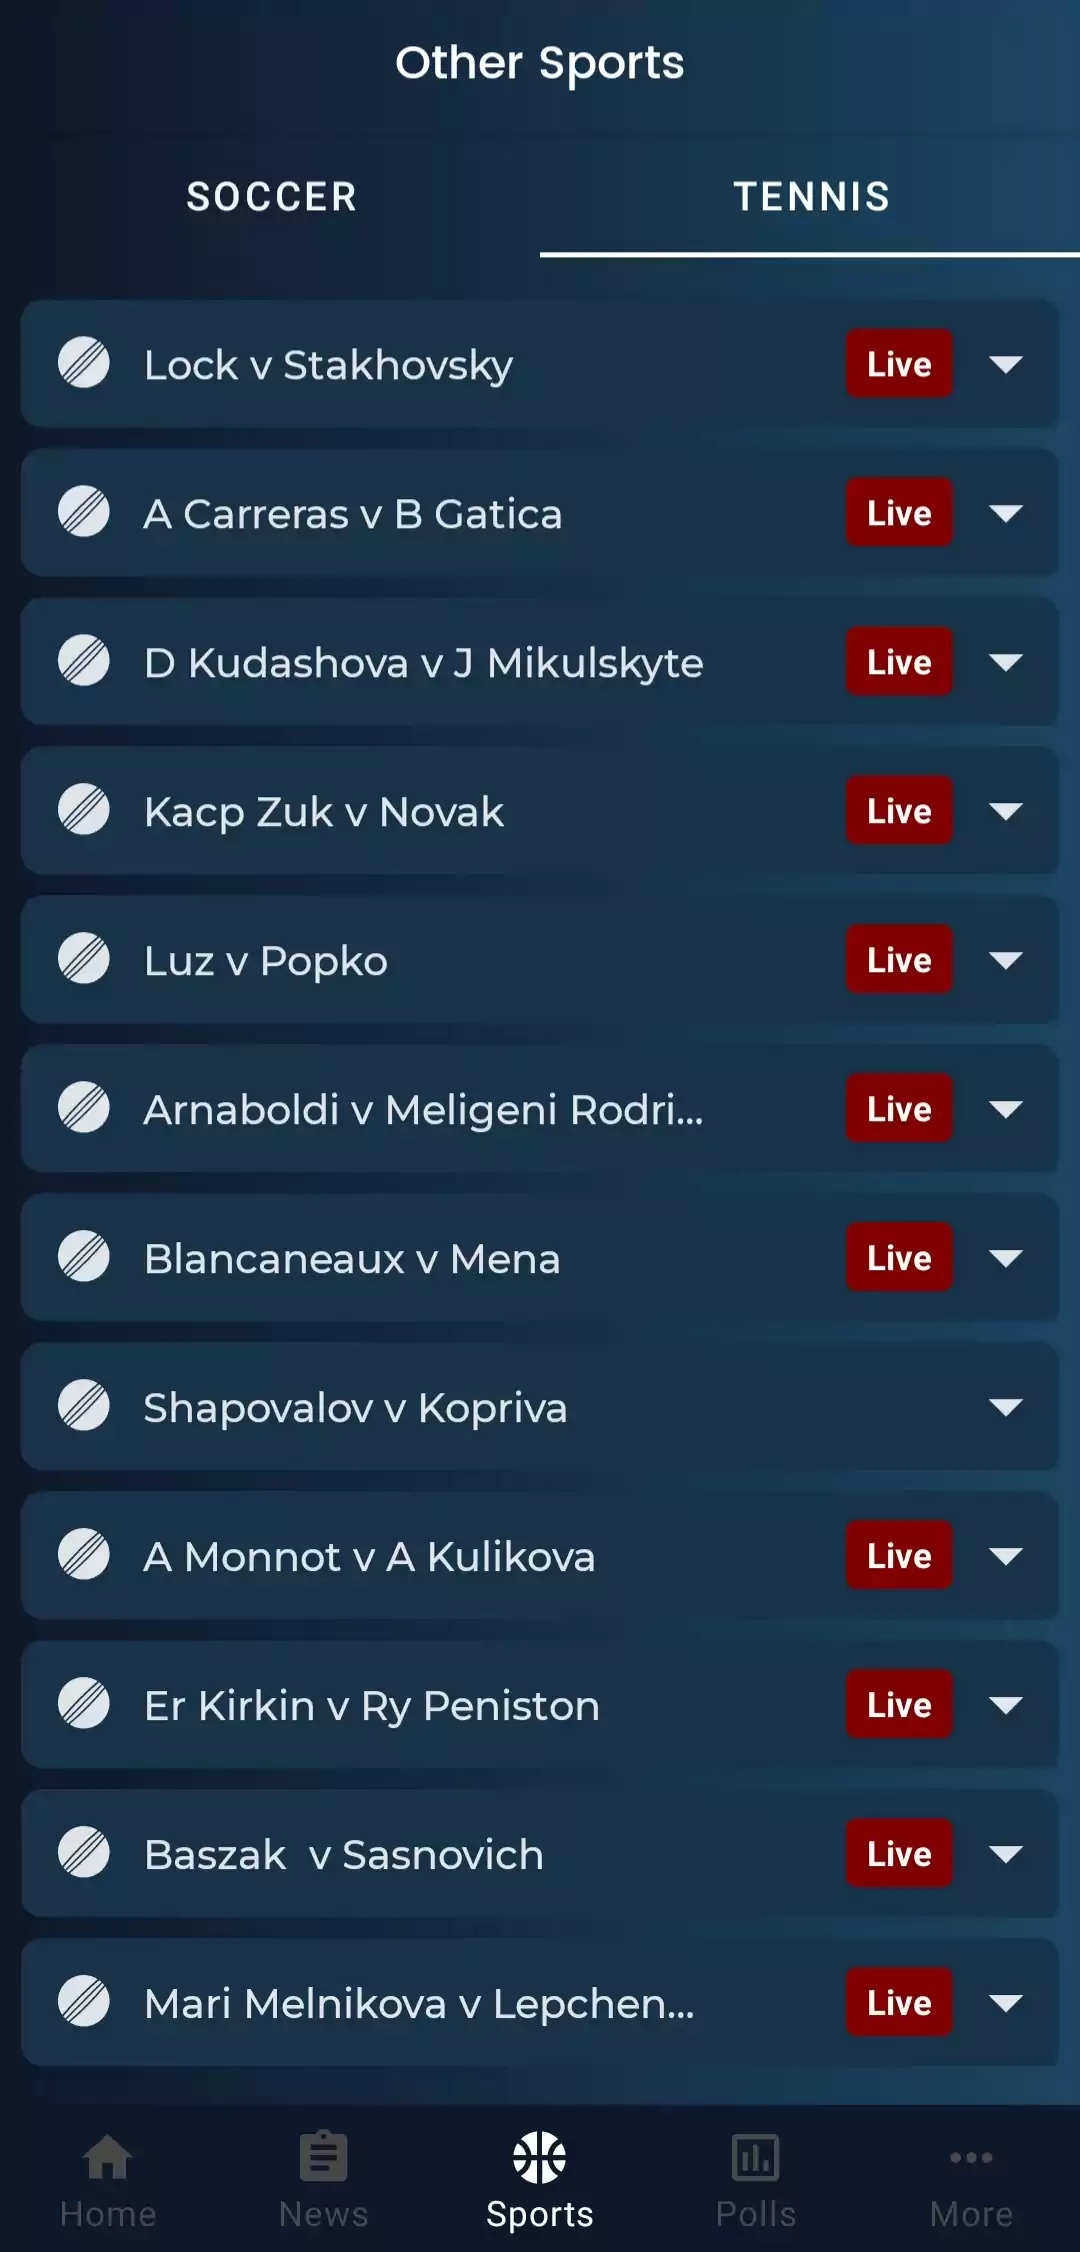 Other Sports
SOCCER TENNIS
Lock v Stakhovsky Live
A Carreras v B Gatica Live
D Kudashova v J Mikulskyte Live
Kacp Zuk v Novak Live
Luz v Popko Live
Arnaboldi v Meligeni Rodri... Live
Blancaneaux v Mena Live
Shapovalov v Kopriva
A Monnot v A Kulikova Live
Er Kirkin v Ry Peniston Live
Baszak  v Sasnovich Live
Mari Melnikova v Lepchen... Live
Home News Sports Polls More